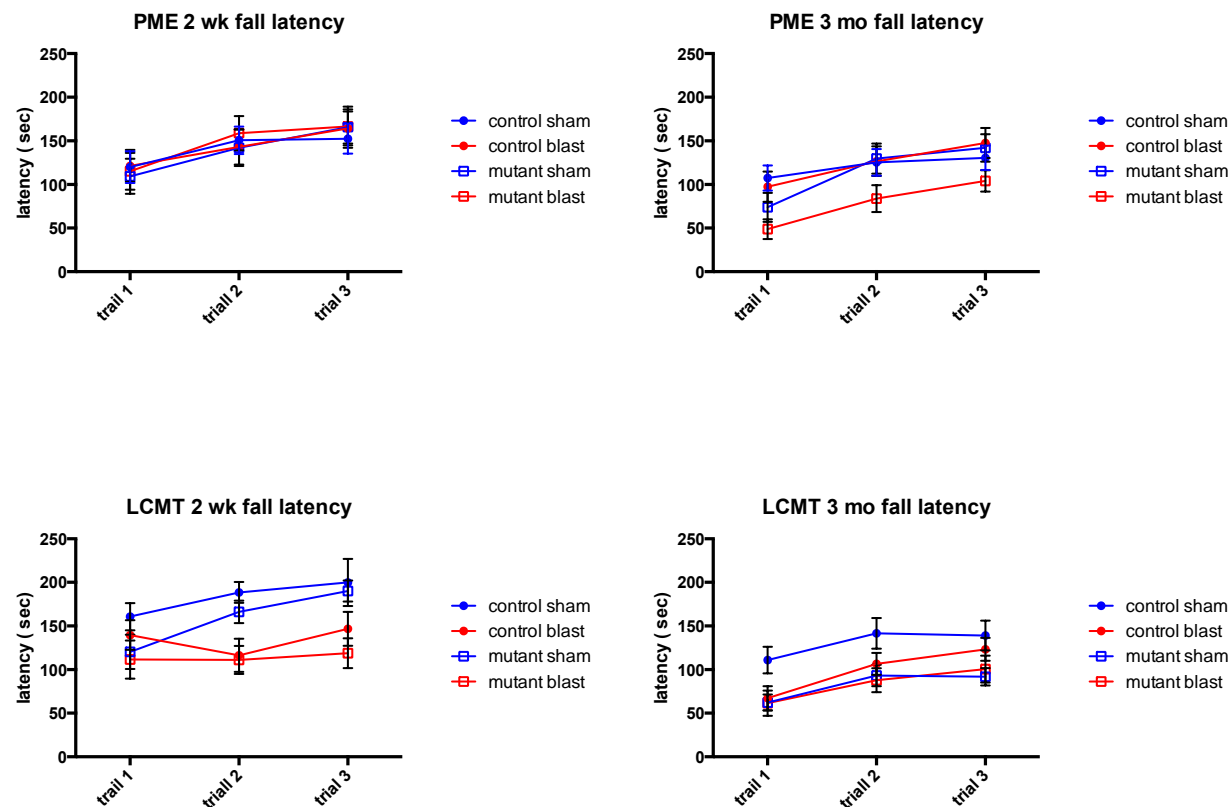 PME 2 wk fall latency
250
200
150
100
50
0
latency ( sec)
trail 1
triall 2
trial 3
control sham
control blast
mutant sham
mutant blast
PME 3 mo fall latency
250
200
150
100
50
0
latency ( sec)
trail 1
triall 2
trial 3
control sham
control blast
mutant sham
mutant blast
LCMT 2 wk fall latency
250
200
150
100
50
0
latency ( sec)
trail 1
triall 2
trial 3
control sham
control blast
mutant sham
mutant blast
LCMT 3 mo fall latency
250
200
150
100
50
0
latency ( sec)
trail 1
triall 2
trial 3
control sham
control blast
mutant sham
mutant blast